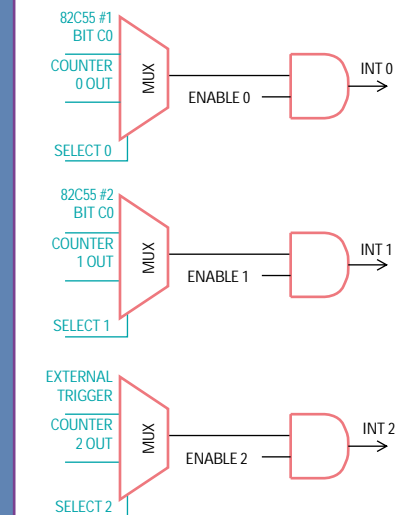 82C55 #1
BIT C0
COUNTER
0 OUT
MUX
ENABLE 0
INT 0
SELECT 0
82C55 #2
BIT C0
COUNTER
1 OUT
MUX
ENABLE 1
INT 1
SELECT 1
EXTERNAL
TRIGGER
COUNTER
2 OUT
MUX
ENABLE 2
INT 2
SELECT 2